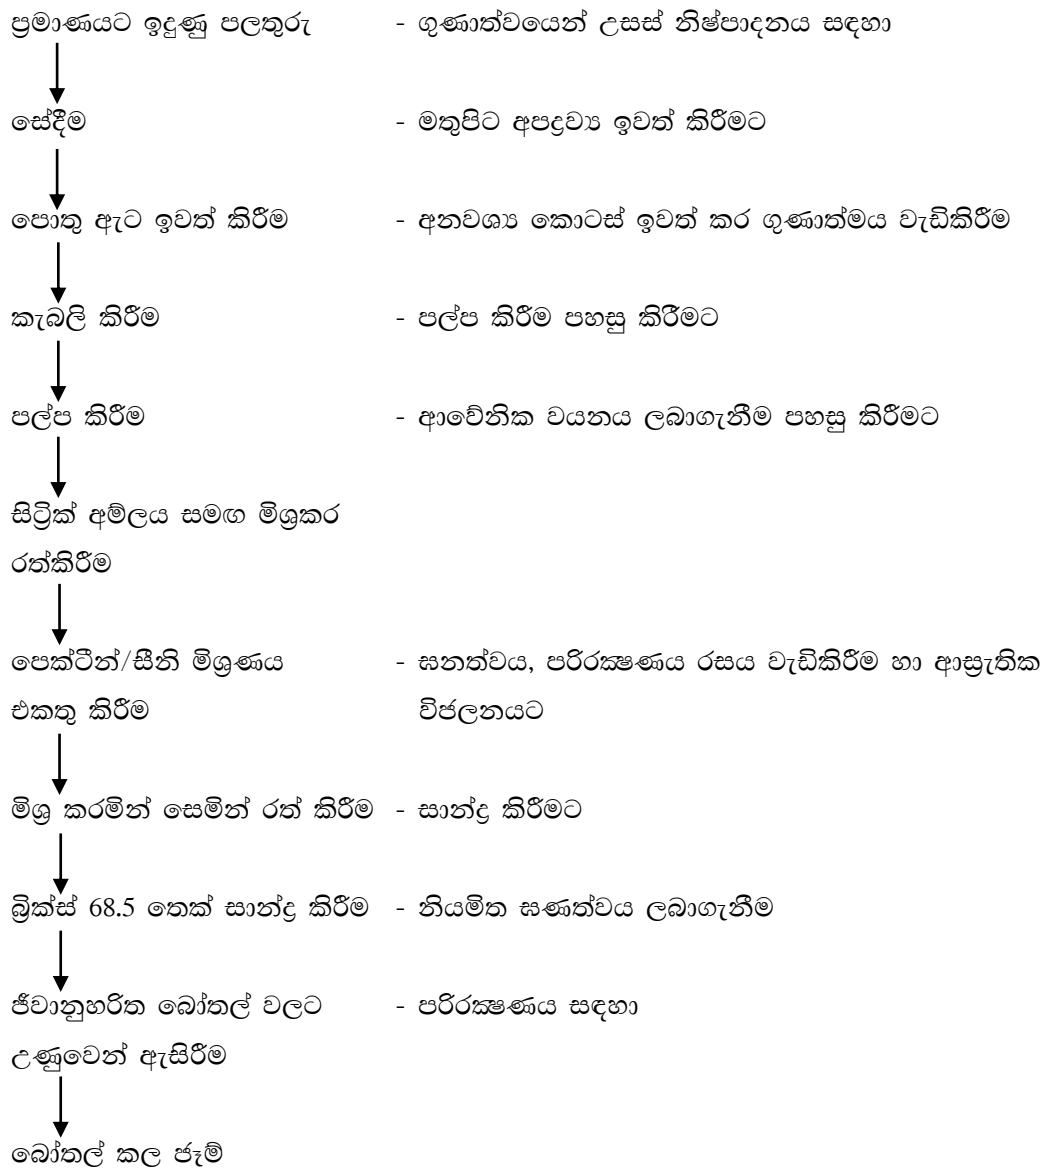 ප්‍රමාණයට ඉදුණු පලතුරු - ගුණාත්වයෙන් උසස් නිෂ්පාදනය සඳහා
සේදීම - මතුපිට අපද්‍රව්‍ය ඉවත් කිරීමට
පොතු ඇට ඉවත් කිරීම - අනවශ්‍ය කොටස් ඉවත් කර ගුණාත්මය වැඩිකිරීම
කැබලි කිරීම - පල්ප කිරීම පහසු කිරීමට
පල්ප කිරීම - ආවේනික වයනය ලබාගැනීම පහසු කිරීමට
සිට්‍රික් අම්ලය සමඟ මිශ්‍රකර
රත්කිරීම
පෙක්ටීන්/සීනි මිශ්‍රණය - ඝනත්වය, පරිරක්‍ෂණය රසය වැඩිකිරීම හා ආස්‍රැතික
එකතු කිරීම විජලනයට
මිශ්‍ර කරමින් සෙමින් රත් කිරීම - සාන්ද්‍ර කිරීමට
බ්‍රික්ස් 68.5 තෙක් සාන්ද්‍ර කිරීම - නියමිත ඝණත්වය ලබාගැනීම
ජීවානුහරිත බෝතල් වලට - පරිරක්‍ෂණය සඳහා
උණුවෙන් ඇසිරීම
බෝතල් කල ජෑම්